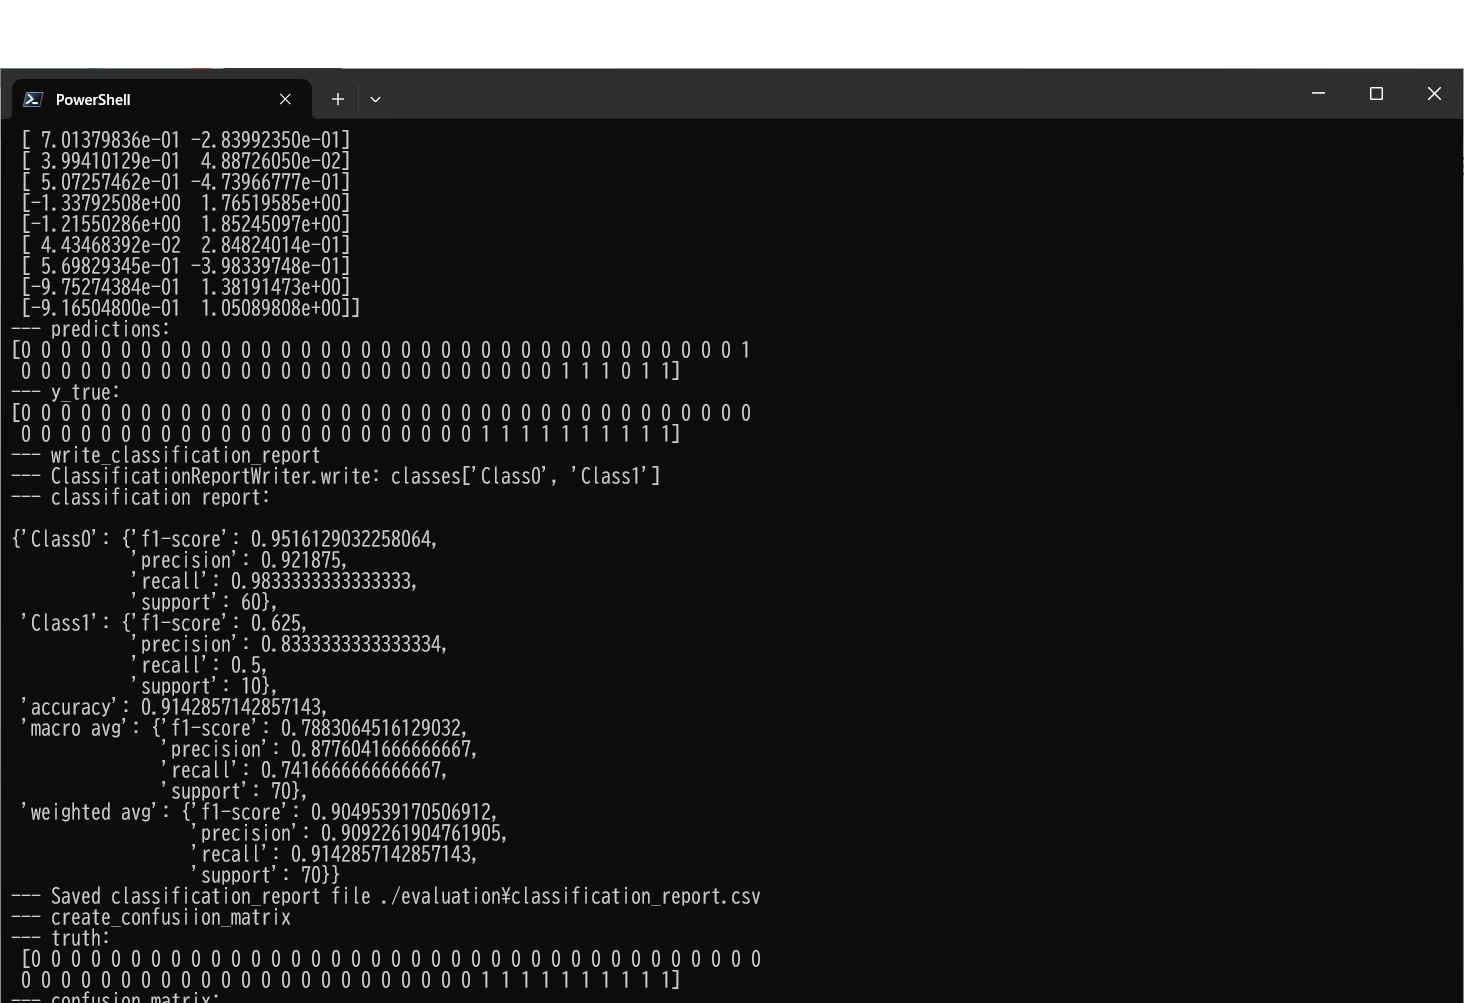 PowerShell
[ 7.01379836e-01 -2.83992350e-01]
[ 3.99410129e-01  4.88726050e-02]
[ 5.07257462e-01 -4.73966777e-01]
[-1.33792508e+00  1.76519585e+00]
[-1.21550286e+00  1.85245097e+00]
[ 4.43468392e-02  2.84824014e-01]
[ 5.69829345e-01 -3.98339748e-01]
[-9.75274384e-01  1.38191473e+00]
[-9.16504800e-01  1.05089808e+00]]
--- predictions:
[0 0 0 0 0 0 0 0 0 0 0 0 0 0 0 0 0 0 0 0 0 0 0 0 0 0 0 0 0 0 0 0 0 0 0 0 1
0 0 0 0 0 0 0 0 0 0 0 0 0 0 0 0 0 0 0 0 0 0 0 0 0 0 0 1 1 1 0 1 1]
--- y_true:
[0 0 0 0 0 0 0 0 0 0 0 0 0 0 0 0 0 0 0 0 0 0 0 0 0 0 0 0 0 0 0 0 0 0 0 0 0
0 0 0 0 0 0 0 0 0 0 0 0 0 0 0 0 0 0 0 0 0 0 0 1 1 1 1 1 1 1 1 1 1]
--- write_classification_report
--- ClassificationReportWriter.write: classes['Class0', 'Class1']
--- classification report:
{'Class0': {'f1-score': 0.9516129032258064,
'precision': 0.921875,
'recall': 0.9833333333333333,
'support': 60},
'Class1': {'f1-score': 0.625,
'precision': 0.8333333333333334,
'recall': 0.5,
'support': 10},
'accuracy': 0.9142857142857143,
'macro avg': {'f1-score': 0.7883064516129032,
'precision': 0.8776041666666667,
'recall': 0.7416666666666667,
'support': 70},
'weighted avg': {'f1-score': 0.9049539170506912,
'precision': 0.9092261904761905,
'recall': 0.9142857142857143,
'support': 70}}
--- Saved classification_report file ./evaluation¥classification_report.csv
--- create_confusiion_matrix
--- truth:
[0 0 0 0 0 0 0 0 0 0 0 0 0 0 0 0 0 0 0 0 0 0 0 0 0 0 0 0 0 0 0 0 0 0 0 0 0
0 0 0 0 0 0 0 0 0 0 0 0 0 0 0 0 0 0 0 0 0 0 0 1 1 1 1 1 1 1 1 1 1]
--- confusion_matrix: